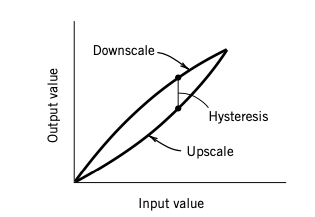 Downscale
Output value
Hysteresis
Upscale
Input value